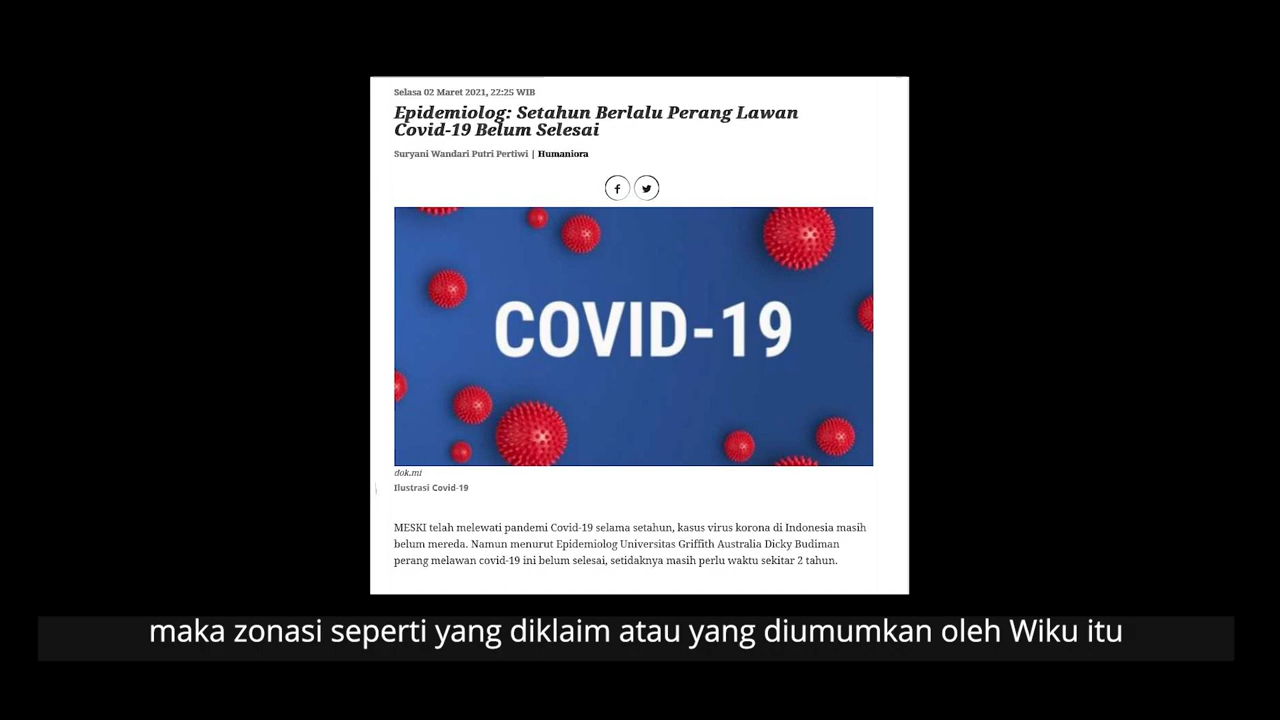 Selasa 02 Maret 2021, 22:25 WIB
Epidemiolog: Setahun Berlalu Perang Lawan
Covid-19 Belum Selesai
Suryani Wandari Putri Pertiwi | Humaniora
COVID-19
dok.mi
Ilustrasi Covid-19
MESKI telah melewati pandemi Covid-19 selama setahun, kasus virus korona di Indonesia masih
belum mereda. Namun menurut Epidemiolog Universitas Griffith Australia Dicky Budiman
perang melawan covid-19 ini belum selesai, setidaknya masih perlu waktu sekitar 2 tahun.
maka zonasi seperti yang diklaim atau yang diumumkan oleh Wiku itu